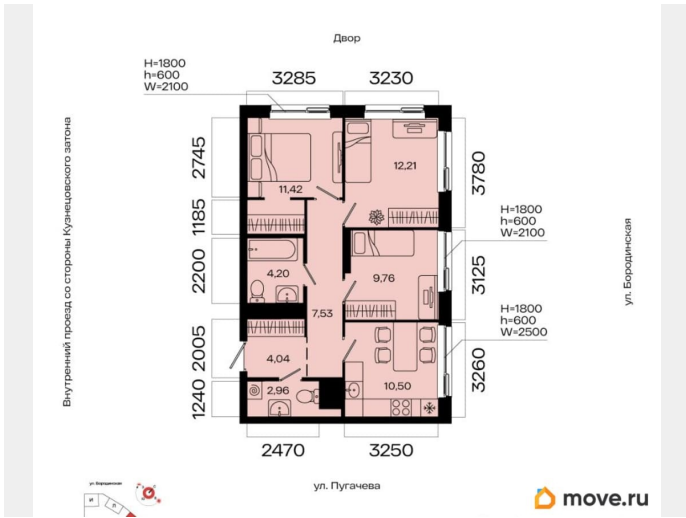 Двор
H=1800
h=600
W=2100
3285
3230
2745
1185
2200
2005
1240
11,42
12,21
4,20
7,53
9,76
4,04
2,96
10,50
3780
3125
3260
H=1800
h=600
W=2100
H=1800
h=600
W=2500
2470
3250
Внутренний проезд со стороны Кузнецовского затона
ул. Бородинская
ул. Пугачева
ул. Бородинская
move.ru